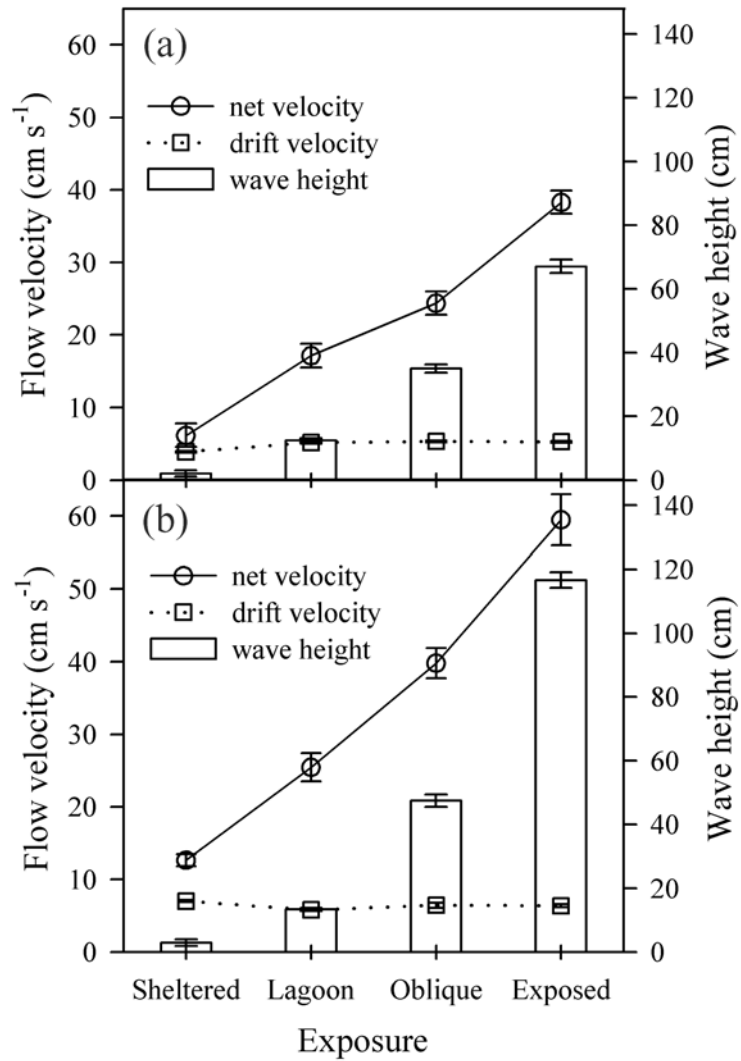 (a)
net velocity
drift velocity
wave height
Flow velocity (cm s⁻¹)
60
50
40
30
20
10
0
Wave height (cm)
140
120
100
80
60
40
20
0
(b)
net velocity
drift velocity
wave height
Flow velocity (cm s⁻¹)
60
50
40
30
20
10
0
Wave height (cm)
140
120
100
80
60
40
20
0
Sheltered Lagoon Oblique Exposed
Exposure